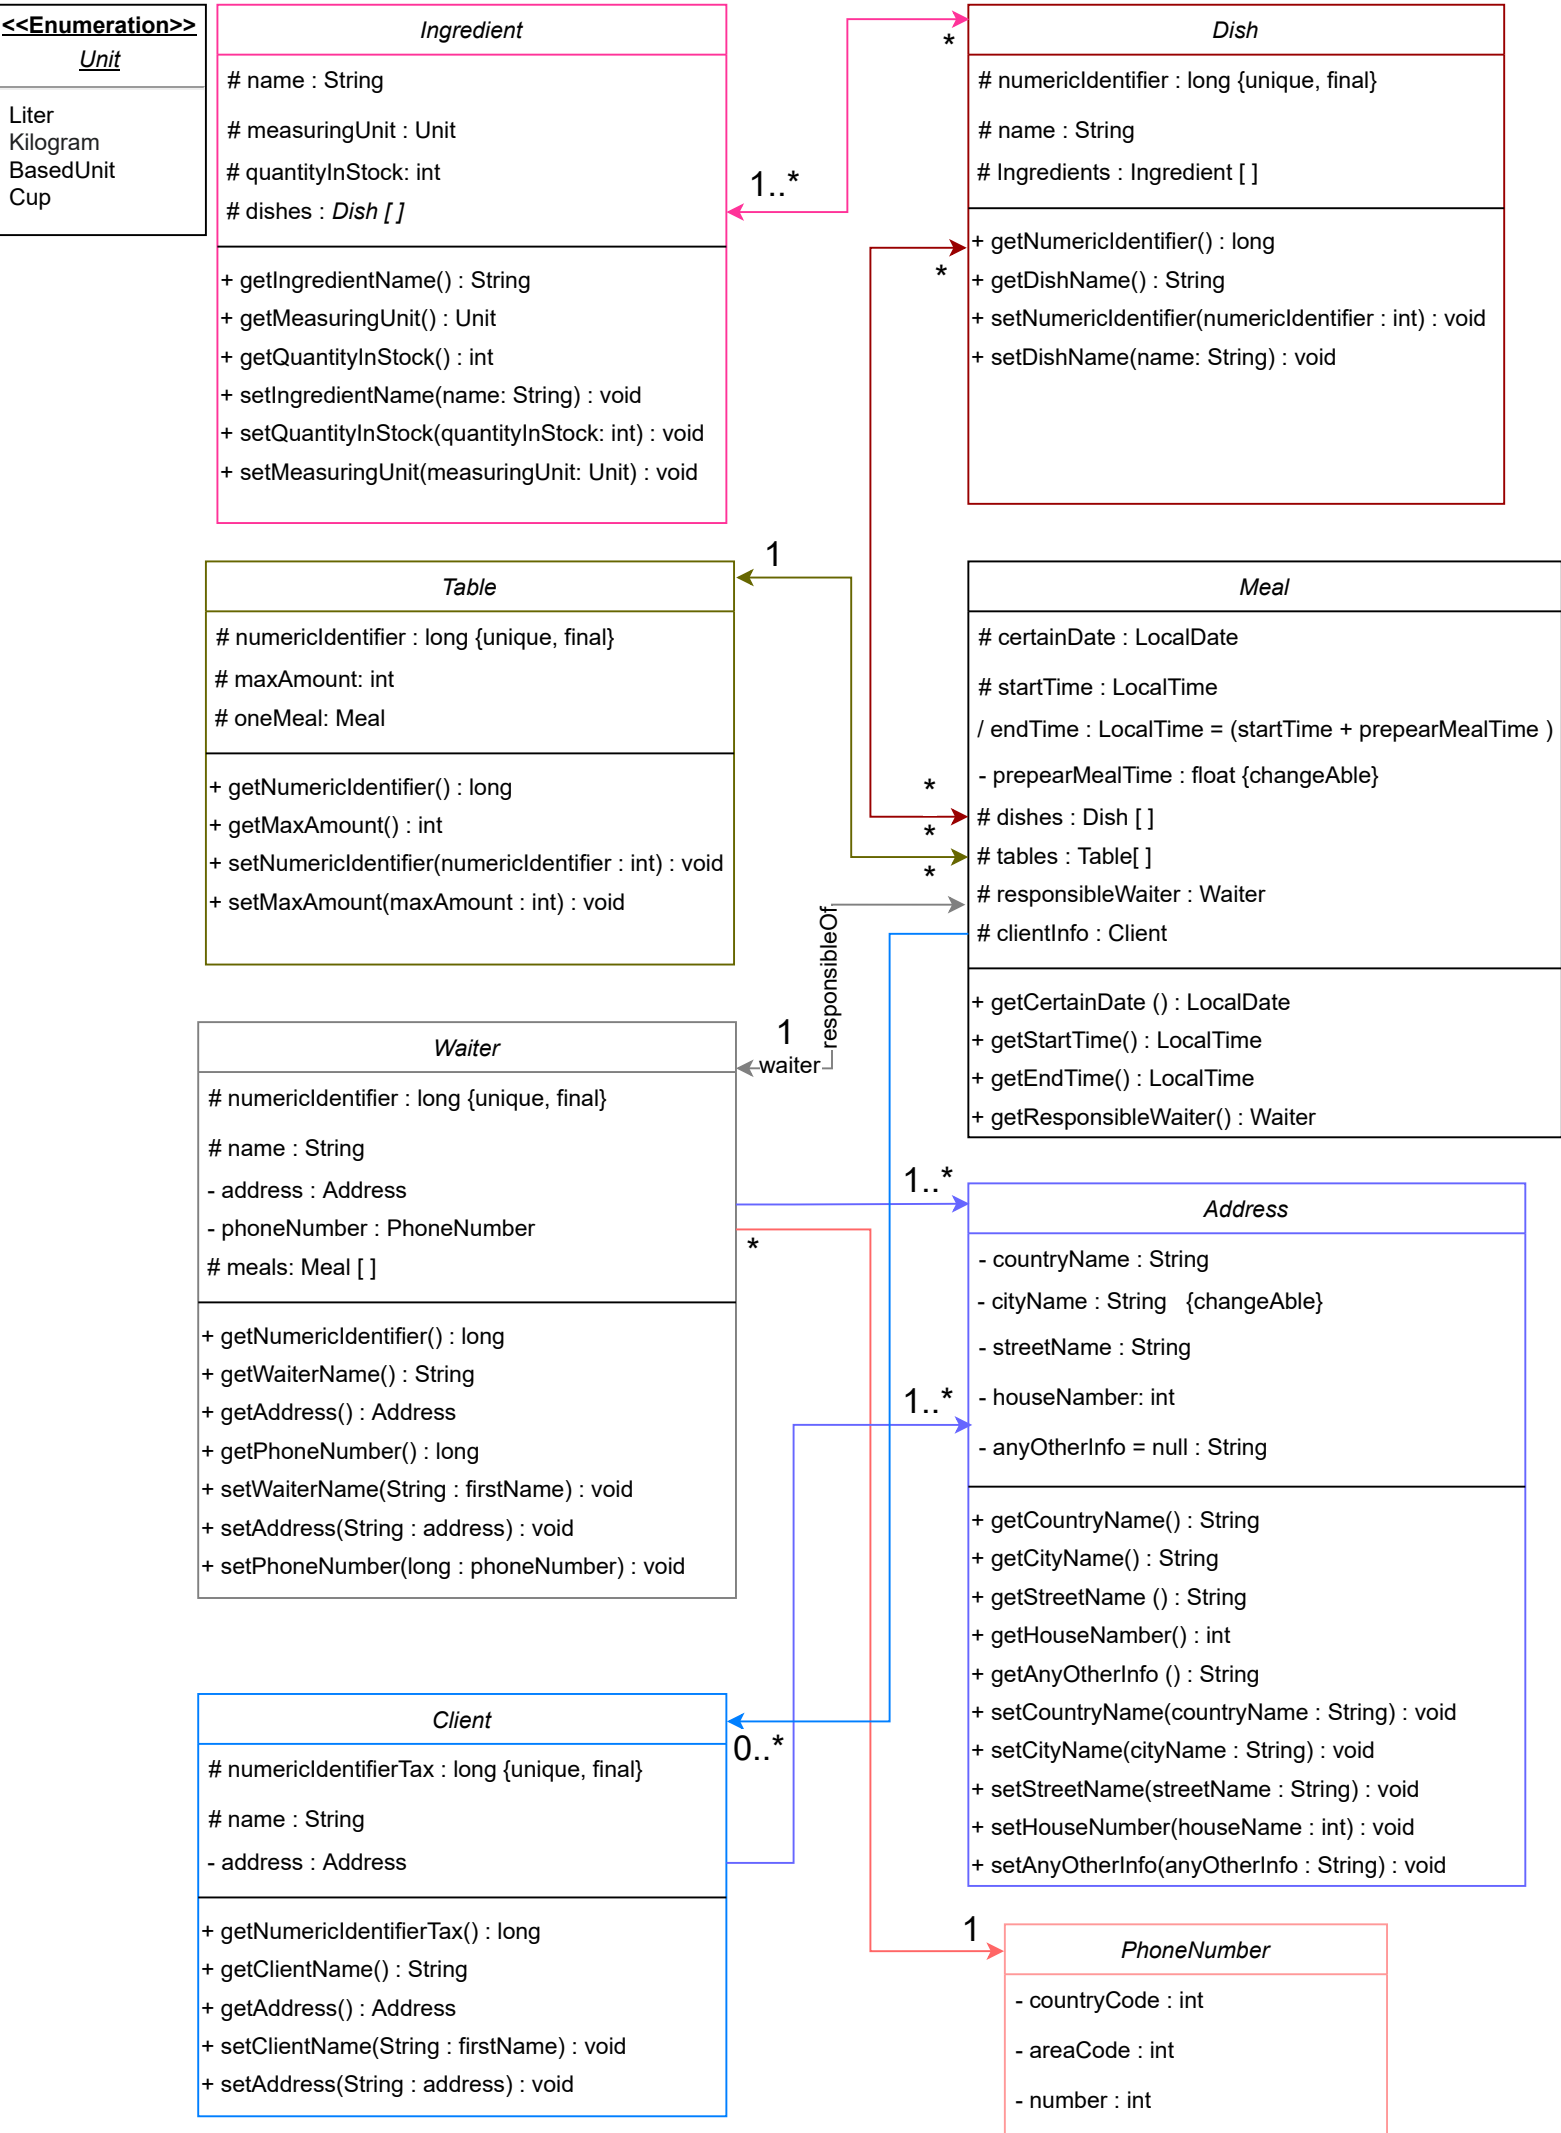 <<Enumeration>>
Unit
Liter
Kilogram
BasedUnit
Cup
Ingredient
# name : String
# measuringUnit : Unit
# quantityInStock: int
# dishes : Dish [ ]
+ getIngredientName() : String
+ getMeasuringUnit() : Unit
+ getQuantityInStock() : int
+ setIngredientName(name: String) : void
+ setQuantityInStock(quantityInStock: int) : void
+ setMeasuringUnit(measuringUnit: Unit) : void
1..*
*
Dish
# numericIdentifier : long {unique, final}
# name : String
# Ingredients : Ingredient [ ]
+ getNumericIdentifier() : long
+ getDishName() : String
+ setNumericIdentifier(numericIdentifier : int) : void
+ setDishName(name: String) : void
*
Table
# numericIdentifier : long {unique, final}
# maxAmount: int
# oneMeal: Meal
+ getNumericIdentifier() : long
+ getMaxAmount() : int
+ setNumericIdentifier(numericIdentifier : int) : void
+ setMaxAmount(maxAmount : int) : void
1
*
*
*
Meal
# certainDate : LocalDate
# startTime : LocalTime
/ endTime : LocalTime = (startTime + prepearMealTime )
- prepearMealTime : float {changeAble}
# dishes : Dish [ ]
# tables : Table[ ]
# responsibleWaiter : Waiter
# clientInfo : Client
+ getCertainDate () : LocalDate
+ getStartTime() : LocalTime
+ getEndTime() : LocalTime
+ getResponsibleWaiter() : Waiter
responsibleOf
1
waiter
Waiter
# numericIdentifier : long {unique, final}
# name : String
- address : Address
- phoneNumber : PhoneNumber
# meals: Meal [ ]
+ getNumericIdentifier() : long
+ getWaiterName() : String
+ getAddress() : Address
+ getPhoneNumber() : long
+ setWaiterName(String : firstName) : void
+ setAddress(String : address) : void
+ setPhoneNumber(long : phoneNumber) : void
1..*
*
1..*
Address
- countryName : String
- cityName : String {changeAble}
- streetName : String
- houseNamber: int
- anyOtherInfo = null : String
+ getCountryName() : String
+ getCityName() : String
+ getStreetName () : String
+ getHouseNamber() : int
+ getAnyOtherInfo () : String
+ setCountryName(countryName : String) : void
+ setCityName(cityName : String) : void
+ setStreetName(streetName : String) : void
+ setHouseNumber(houseName : int) : void
+ setAnyOtherInfo(anyOtherInfo : String) : void
Client
# numericIdentifierTax : long {unique, final}
# name : String
- address : Address
+ getNumericIdentifierTax() : long
+ getClientName() : String
+ getAddress() : Address
+ setClientName(String : firstName) : void
+ setAddress(String : address) : void
0..*
1
PhoneNumber
- countryCode : int
- areaCode : int
- number : int